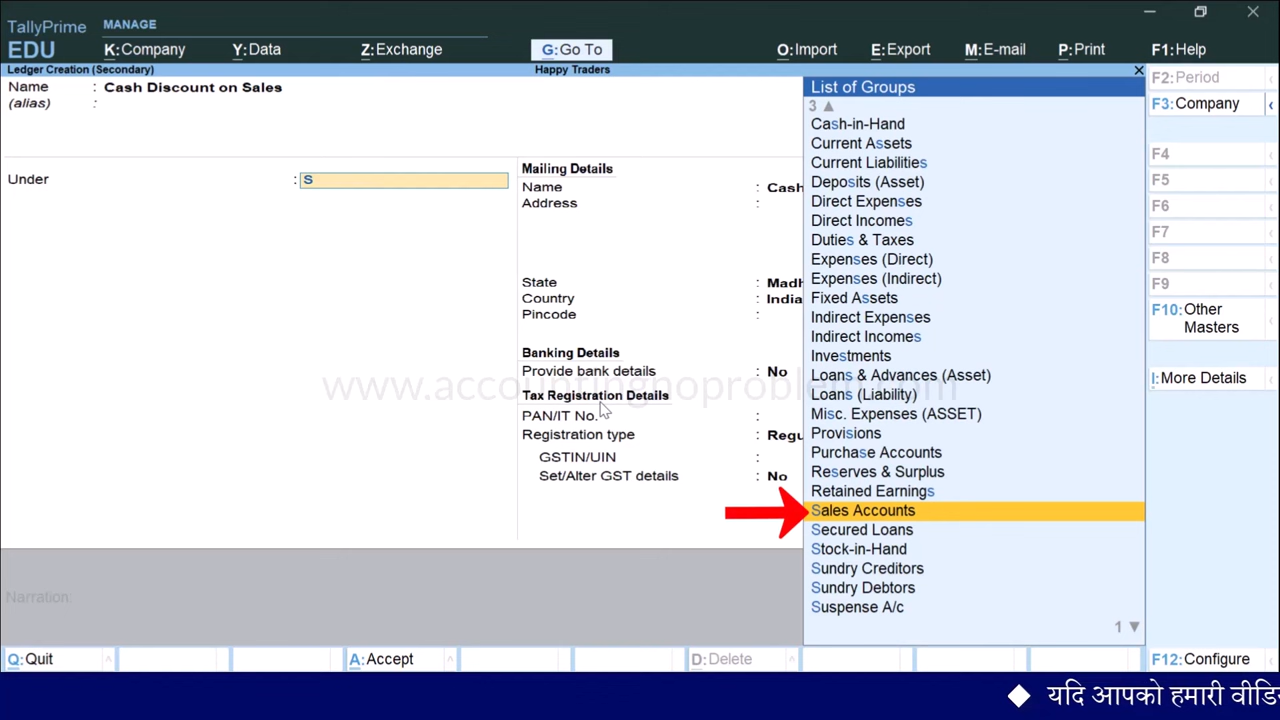 TallyPrime
EDU
MANAGE
K:Company
Y:Data
Z:Exchange
G:Go To
O:Import
E:Export
M:E-mail
P:Print
F1:Help
Ledger Creation (Secondary)
Happy Traders
Name : Cash Discount on Sales
(alias) :
Under : S
Mailing Details
Name : Cash
Address :
State : Madh
Country : India
Pincode :
Banking Details
Provide bank details : No
Tax Registration Details
PAN/IT No. :
Registration type : Regu
GSTIN/UIN :
Set/Alter GST details : No
www.accountingnoproblem.com
List of Groups
3 ▲
Cash-in-Hand
Current Assets
Current Liabilities
Deposits (Asset)
Direct Expenses
Direct Incomes
Duties & Taxes
Expenses (Direct)
Expenses (Indirect)
Fixed Assets
Indirect Expenses
Indirect Incomes
Investments
Loans & Advances (Asset)
Loans (Liability)
Misc. Expenses (ASSET)
Provisions
Purchase Accounts
Reserves & Surplus
Retained Earnings
Sales Accounts
Secured Loans
Stock-in-Hand
Sundry Creditors
Sundry Debtors
Suspense A/c
1 ▼
F2:Period
F3:Company
F4
F5
F6
F7
F8
F9
F10:Other
Masters
I:More Details
Narration:
Q:Quit
A:Accept
D:Delete
F12:Configure
यदि आपको हमारी